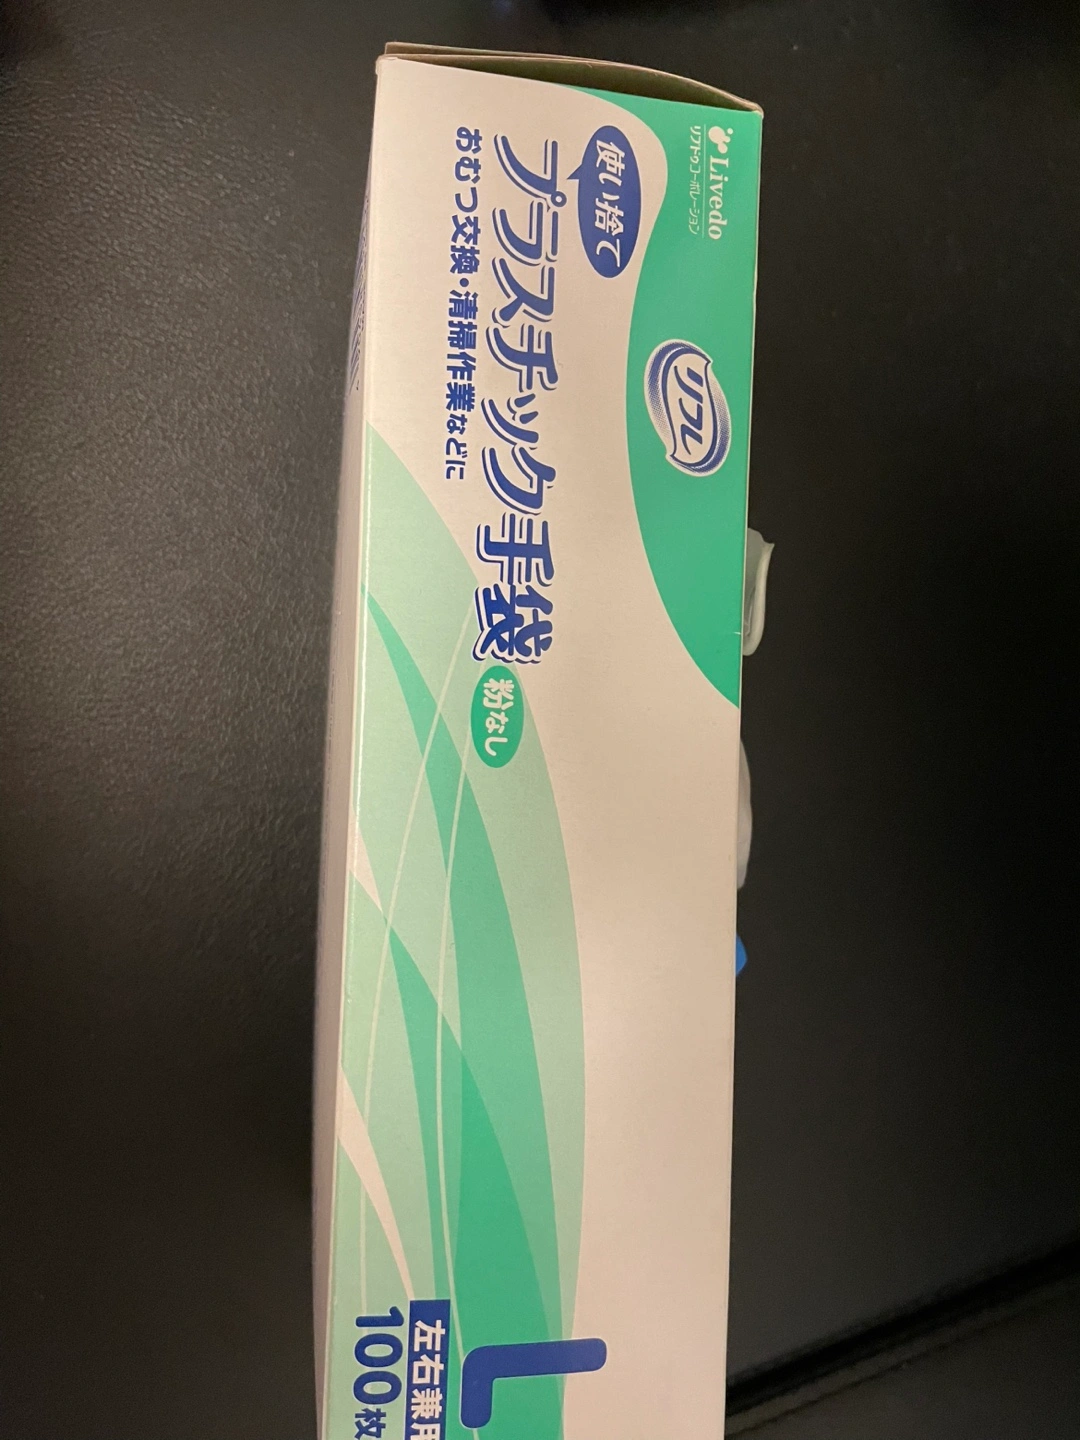 Livedo
リブドゥコーポレーション
リフレ
使い捨て
プラスチック手袋
粉なし
おむつ交換・清掃作業などに
L
左右兼用
100枚